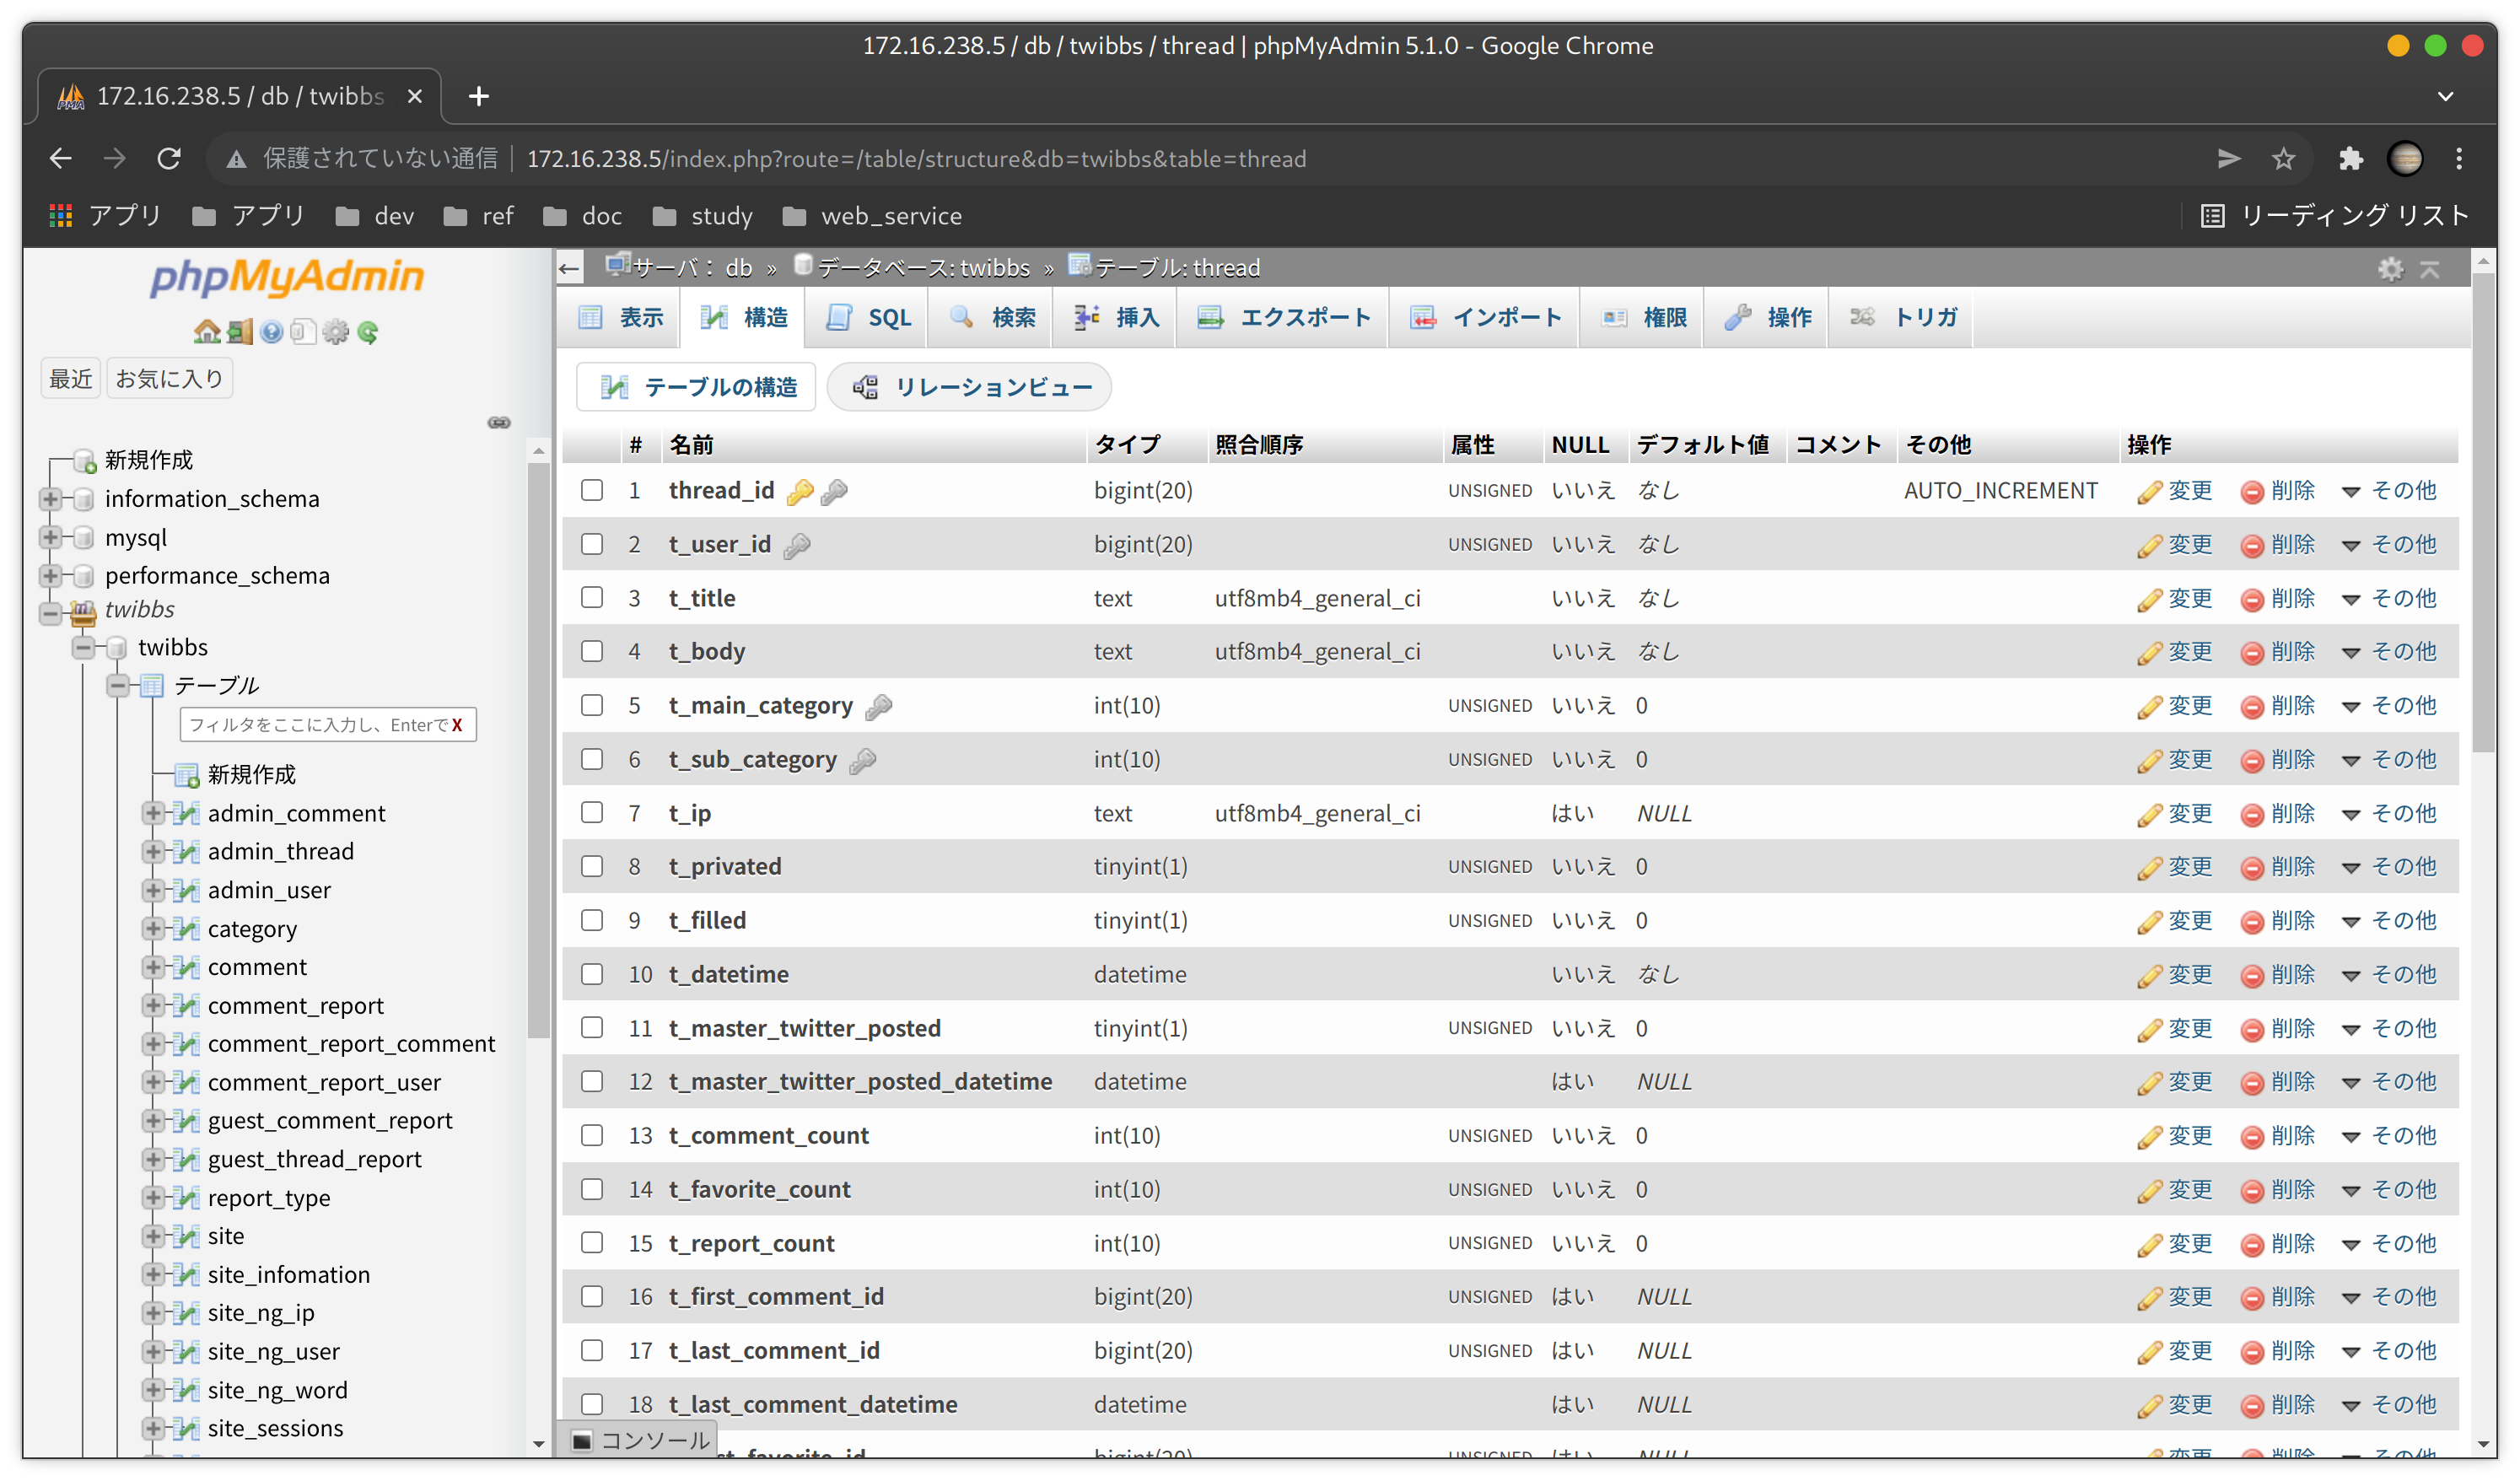 172.16.238.5 / db / twibbs / thread | phpMyAdmin 5.1.0 - Google Chrome
172.16.238.5 / db / twibbs
保護されていない通信 172.16.238.5/index.php?route=/table/structure&db=twibbs&table=thread
アプリ アプリ dev ref doc study web_service リーディング リスト
phpMyAdmin
最近 お気に入り
新規作成
information_schema
mysql
performance_schema
twibbs
twibbs
テーブル
フィルタをここに入力し、Enterで X
新規作成
admin_comment
admin_thread
admin_user
category
comment
comment_report
comment_report_comment
comment_report_user
guest_comment_report
guest_thread_report
report_type
site
site_infomation
site_ng_ip
site_ng_user
site_ng_word
site_sessions
サーバ: db » データベース: twibbs » テーブル: thread
表示 構造 SQL 検索 挿入 エクスポート インポート 権限 操作 トリガ
テーブルの構造 リレーションビュー
# 名前 タイプ 照合順序 属性 NULL デフォルト値 コメント その他 操作
1 thread_id bigint(20) UNSIGNED いいえ なし AUTO_INCREMENT 変更 削除 その他
2 t_user_id bigint(20) UNSIGNED いいえ なし 変更 削除 その他
3 t_title text utf8mb4_general_ci いいえ なし 変更 削除 その他
4 t_body text utf8mb4_general_ci いいえ なし 変更 削除 その他
5 t_main_category int(10) UNSIGNED いいえ 0 変更 削除 その他
6 t_sub_category int(10) UNSIGNED いいえ 0 変更 削除 その他
7 t_ip text utf8mb4_general_ci はい NULL 変更 削除 その他
8 t_privated tinyint(1) UNSIGNED いいえ 0 変更 削除 その他
9 t_filled tinyint(1) UNSIGNED いいえ 0 変更 削除 その他
10 t_datetime datetime いいえ なし 変更 削除 その他
11 t_master_twitter_posted tinyint(1) UNSIGNED いいえ 0 変更 削除 その他
12 t_master_twitter_posted_datetime datetime はい NULL 変更 削除 その他
13 t_comment_count int(10) UNSIGNED いいえ 0 変更 削除 その他
14 t_favorite_count int(10) UNSIGNED いいえ 0 変更 削除 その他
15 t_report_count int(10) UNSIGNED いいえ 0 変更 削除 その他
16 t_first_comment_id bigint(20) UNSIGNED はい NULL 変更 削除 その他
17 t_last_comment_id bigint(20) UNSIGNED はい NULL 変更 削除 その他
18 t_last_comment_datetime datetime はい NULL 変更 削除 その他
コンソール